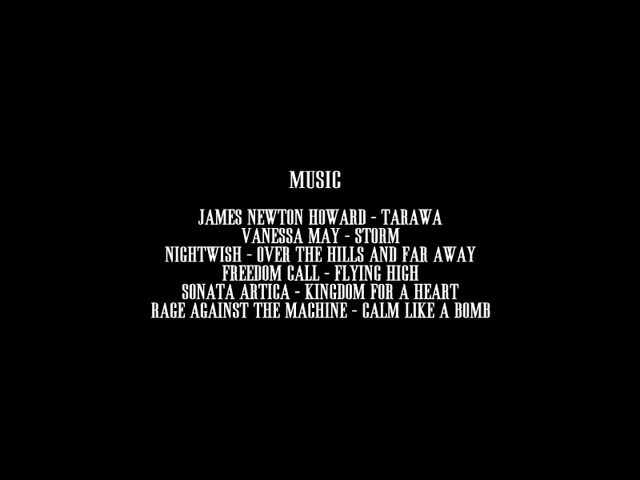 MUSIC
JAMES NEWTON HOWARD - TARAWA
VANESSA MAY - STORM
NIGHTWISH - OVER THE HILLS AND FAR AWAY
FREEDOM CALL - FLYING HIGH
SONATA ARTICA - KINGDOM FOR A HEART
RAGE AGAINST THE MACHINE - CALM LIKE A BOMB